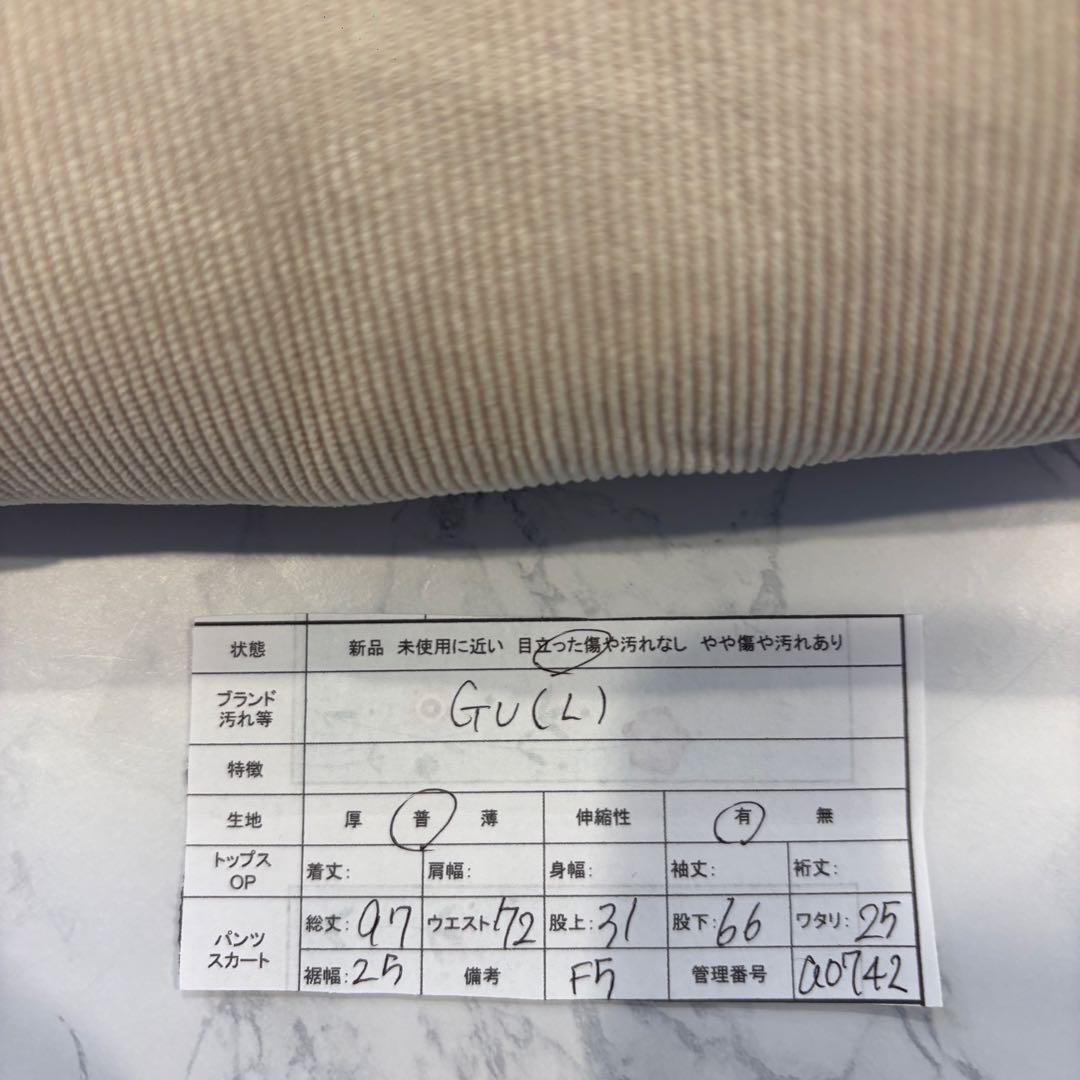 状態 新品 未使用に近い 目立った傷や汚れなし やや傷や汚れあり
ブランド
汚れ等 GU(L)
特徴
生地 厚 普 薄 伸縮性 有 無
トップス
OP 着丈: 肩幅: 身幅: 袖丈: 裄丈:
パンツ
スカート 総丈: 97 ウエスト: 72 股上: 31 股下: 66 ワタリ: 25
裾幅: 25 備考 F5 管理番号 a0742